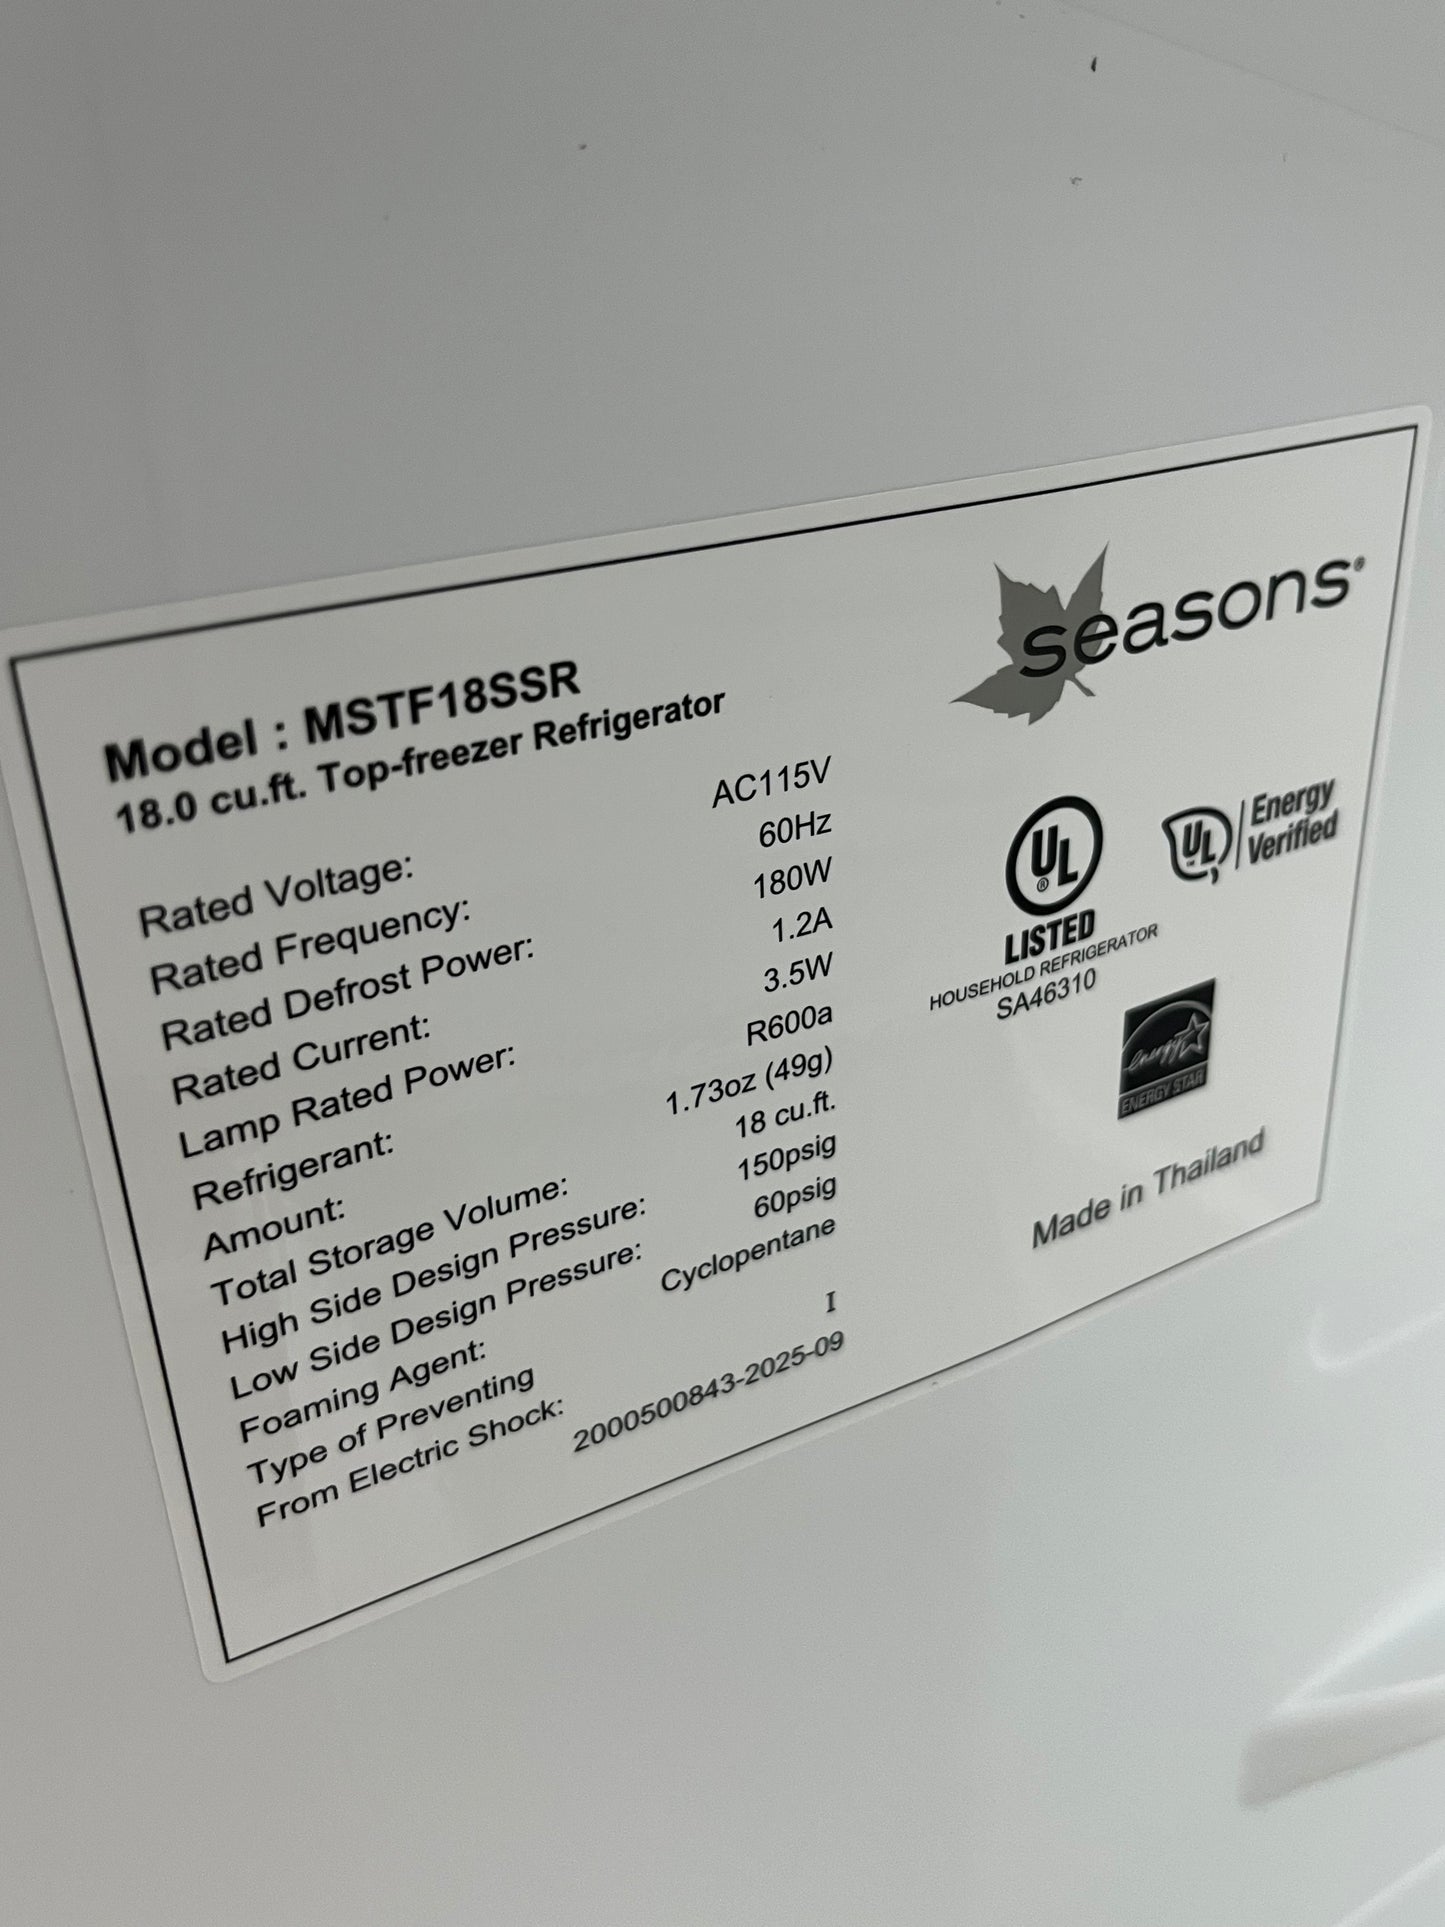 seasons®
Model : MSTF18SSR
18.0 cu.ft. Top-freezer Refrigerator
Rated Voltage: AC115V
Rated Frequency: 60Hz
Rated Defrost Power: 180W
Rated Current: 1.2A
Lamp Rated Power: 3.5W
Refrigerant: R600a
Amount: 1.73oz (49g)
Total Storage Volume: 18 cu.ft.
High Side Design Pressure: 150psig
Low Side Design Pressure: 60psig
Foaming Agent: Cyclopentane
Type of Preventing
From Electric Shock: I
2000500843-2025-09
UL®
LISTED
HOUSEHOLD REFRIGERATOR
SA46310
UL Energy
Verified
energy
ENERGY STAR
Made in Thailand